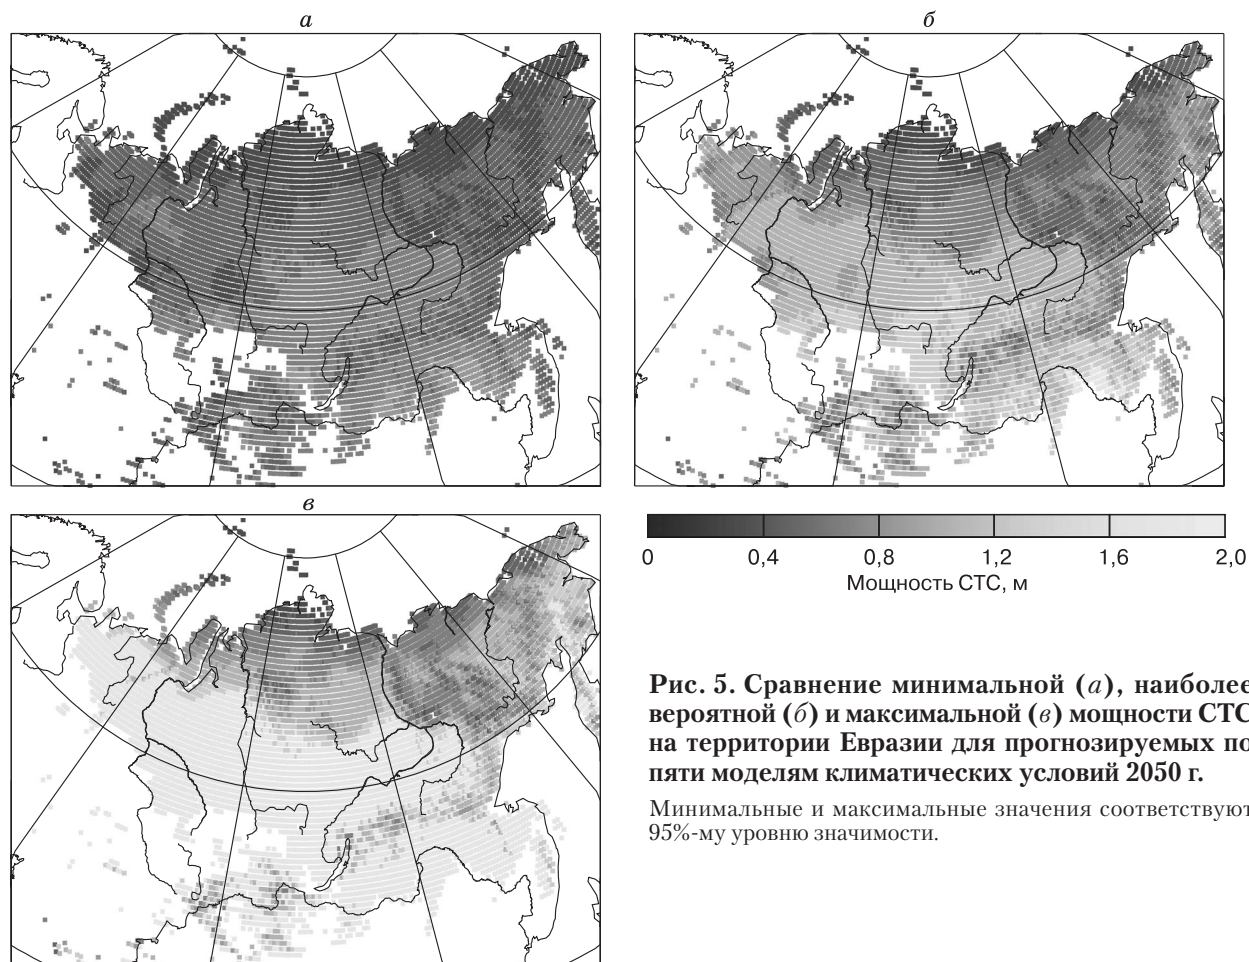 а
б
в
0 0,4 0,8 1,2 1,6 2,0
Мощность СТС, м
Рис. 5. Сравнение минимальной (а), наиболее
вероятной (б) и максимальной (в) мощности СТС
на территории Евразии для прогнозируемых по
пяти моделям климатических условий 2050 г.
Минимальные и максимальные значения соответствуют
95%-му уровню значимости.